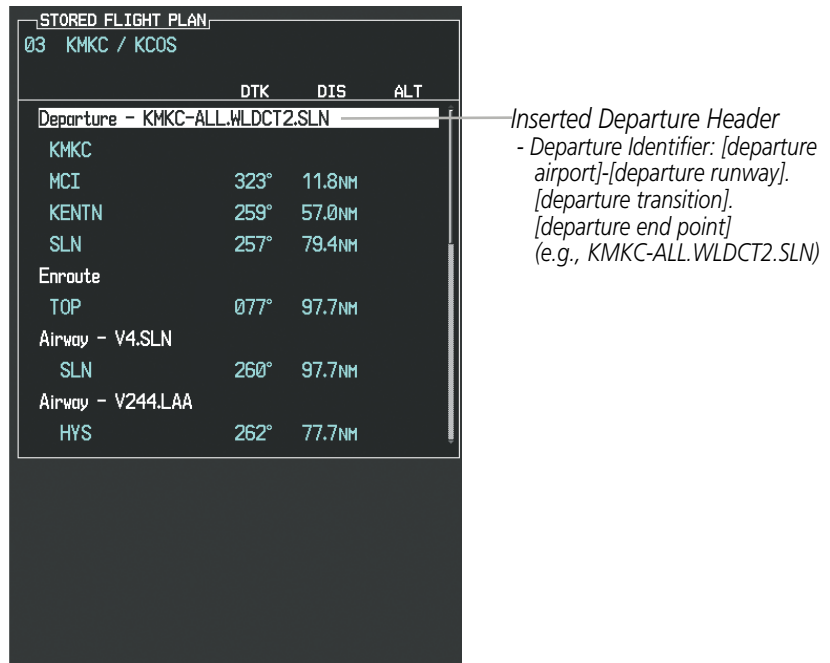 STORED FLIGHT PLAN
03 KMKC / KCOS
DTK DIS ALT
Departure - KMKC-ALL.WLDCT2.SLN
KMKC
MCI 323° 11.8NM
KENTN 259° 57.0NM
SLN 257° 79.4NM
Enroute
TOP 077° 97.7NM
Airway - V4.SLN
SLN 260° 97.7NM
Airway - V244.LAA
HYS 262° 77.7NM
Inserted Departure Header
- Departure Identifier: [departure
airport]-[departure runway].
[departure transition].
[departure end point]
(e.g., KMKC-ALL.WLDCT2.SLN)